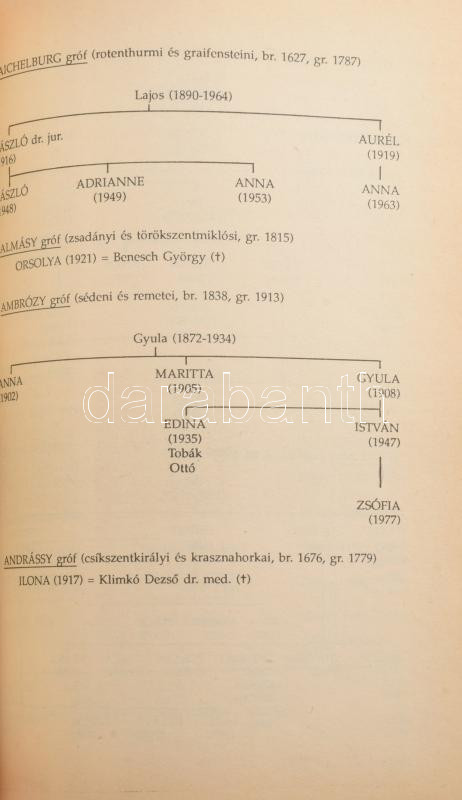 AICHELBURG gróf (rotenthurmi és graifensteini, br. 1627, gr. 1787)
Lajos (1890-1964)
ÁSZLÓ dr. jur. AURÉL
916) (1919)
ÁSZLÓ ADRIANNE ANNA ANNA
948) (1949) (1953) (1963)
ALMÁSY gróf (zsadányi és törökszentmiklósi, gr. 1815)
ORSOLYA (1921) = Benesch György (†)
AMBRÓZY gróf (sédeni és remetei, br. 1838, gr. 1913)
Gyula (1872-1934)
ANNA MARITTA GYULA
1902) (1905) (1908)
darabanth
EDINA ISTVÁN
(1935) (1947)
Tobák
Ottó
ZSÓFIA
(1977)
ANDRÁSSY gróf (csíkszentkirályi és krasznahorkai, br. 1676, gr. 1779)
ILONA (1917) = Klimkó Dezső dr. med. (†)